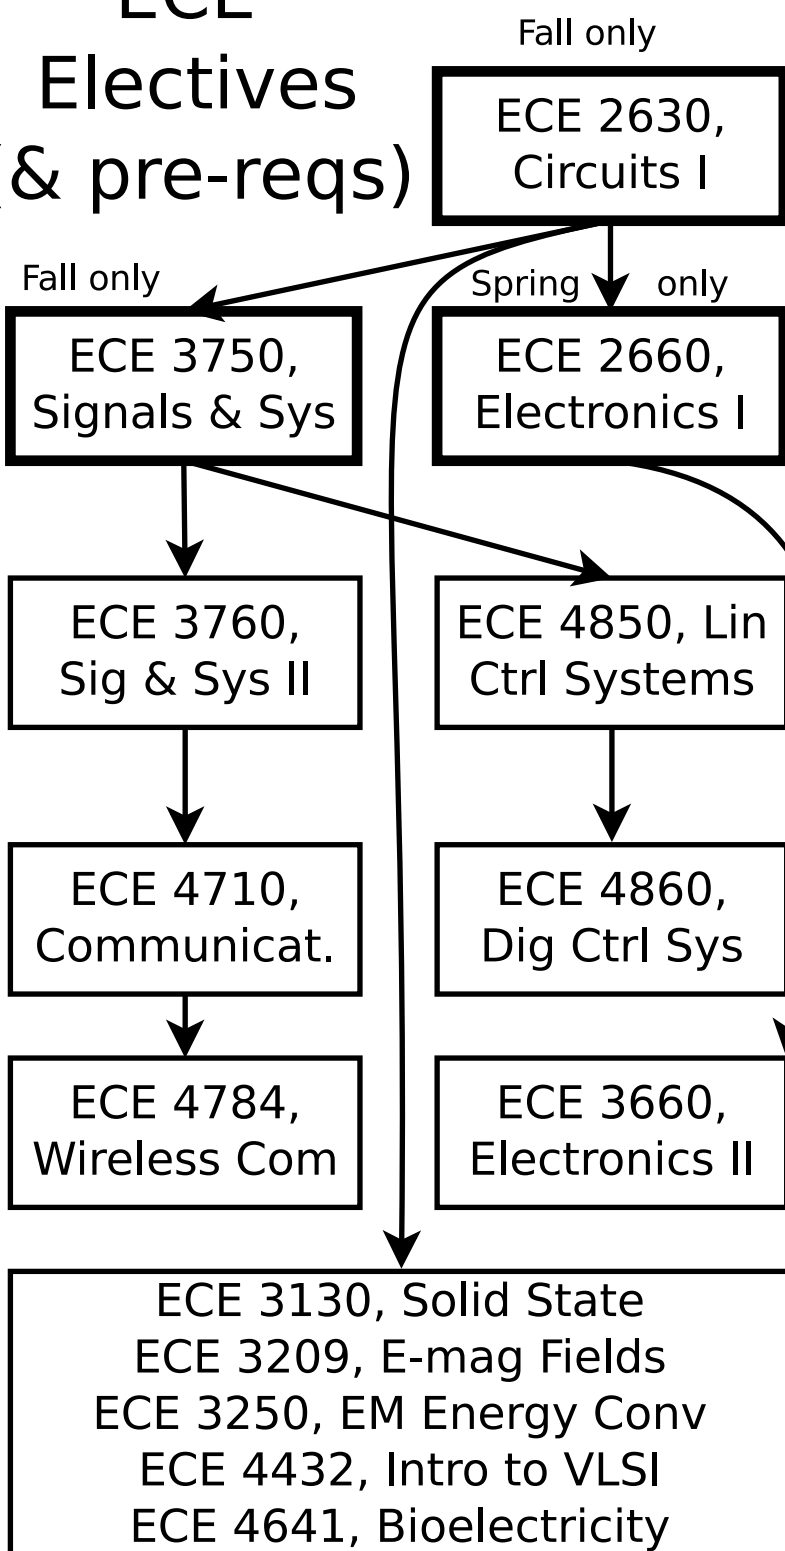 ECE
Electives
(& pre-reqs)
Fall only
ECE 2630,
Circuits I
Fall only
ECE 3750,
Signals & Sys
Spring only
ECE 2660,
Electronics I
ECE 3760,
Sig & Sys II
ECE 4850, Lin
Ctrl Systems
ECE 4710,
Communicat.
ECE 4860,
Dig Ctrl Sys
ECE 4784,
Wireless Com
ECE 3660,
Electronics II
ECE 3130, Solid State
ECE 3209, E-mag Fields
ECE 3250, EM Energy Conv
ECE 4432, Intro to VLSI
ECE 4641, Bioelectricity